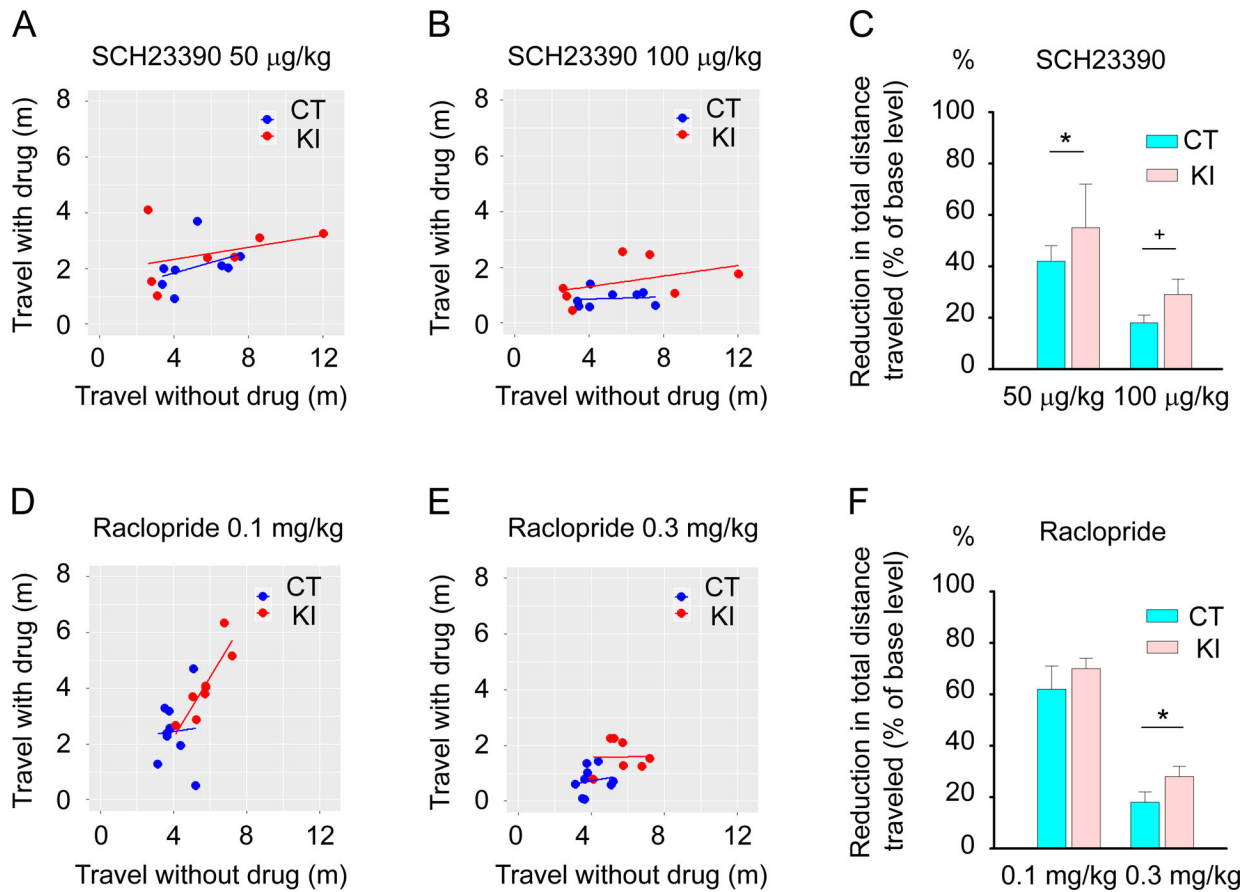 A
SCH23390 50 μg/kg
Travel with drug (m)
8
6
4
2
0
CT
KI
0 4 8 12
Travel without drug (m)
B
SCH23390 100 μg/kg
Travel with drug (m)
8
6
4
2
0
CT
KI
0 4 8 12
Travel without drug (m)
C
% SCH23390
Reduction in total distance
traveled (% of base level)
100
80
60
40
20
0
*
+
CT
KI
50 μg/kg 100 μg/kg
D
Raclopride 0.1 mg/kg
Travel with drug (m)
8
6
4
2
0
CT
KI
0 4 8 12
Travel without drug (m)
E
Raclopride 0.3 mg/kg
Travel with drug (m)
8
6
4
2
0
CT
KI
0 4 8 12
Travel without drug (m)
F
% Raclopride
Reduction in total distance
traveled (% of base level)
100
80
60
40
20
0
*
CT
KI
0.1 mg/kg 0.3 mg/kg